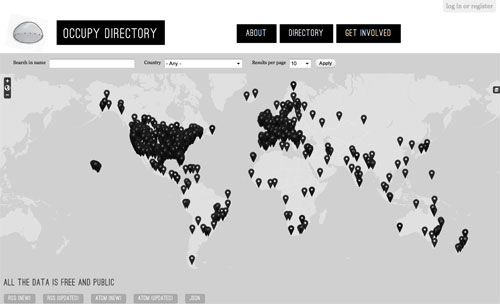 log in or register
OCCUPY DIRECTORY
ABOUT
DIRECTORY
GET INVOLVED
Search in name
Country
- Any -
Results per page
10
Apply
+
-
ALL THE DATA IS FREE AND PUBLIC
RSS (NEW!)
RSS (UPDATED!)
ATOM (NEW!)
ATOM (UPDATED!)
JSON